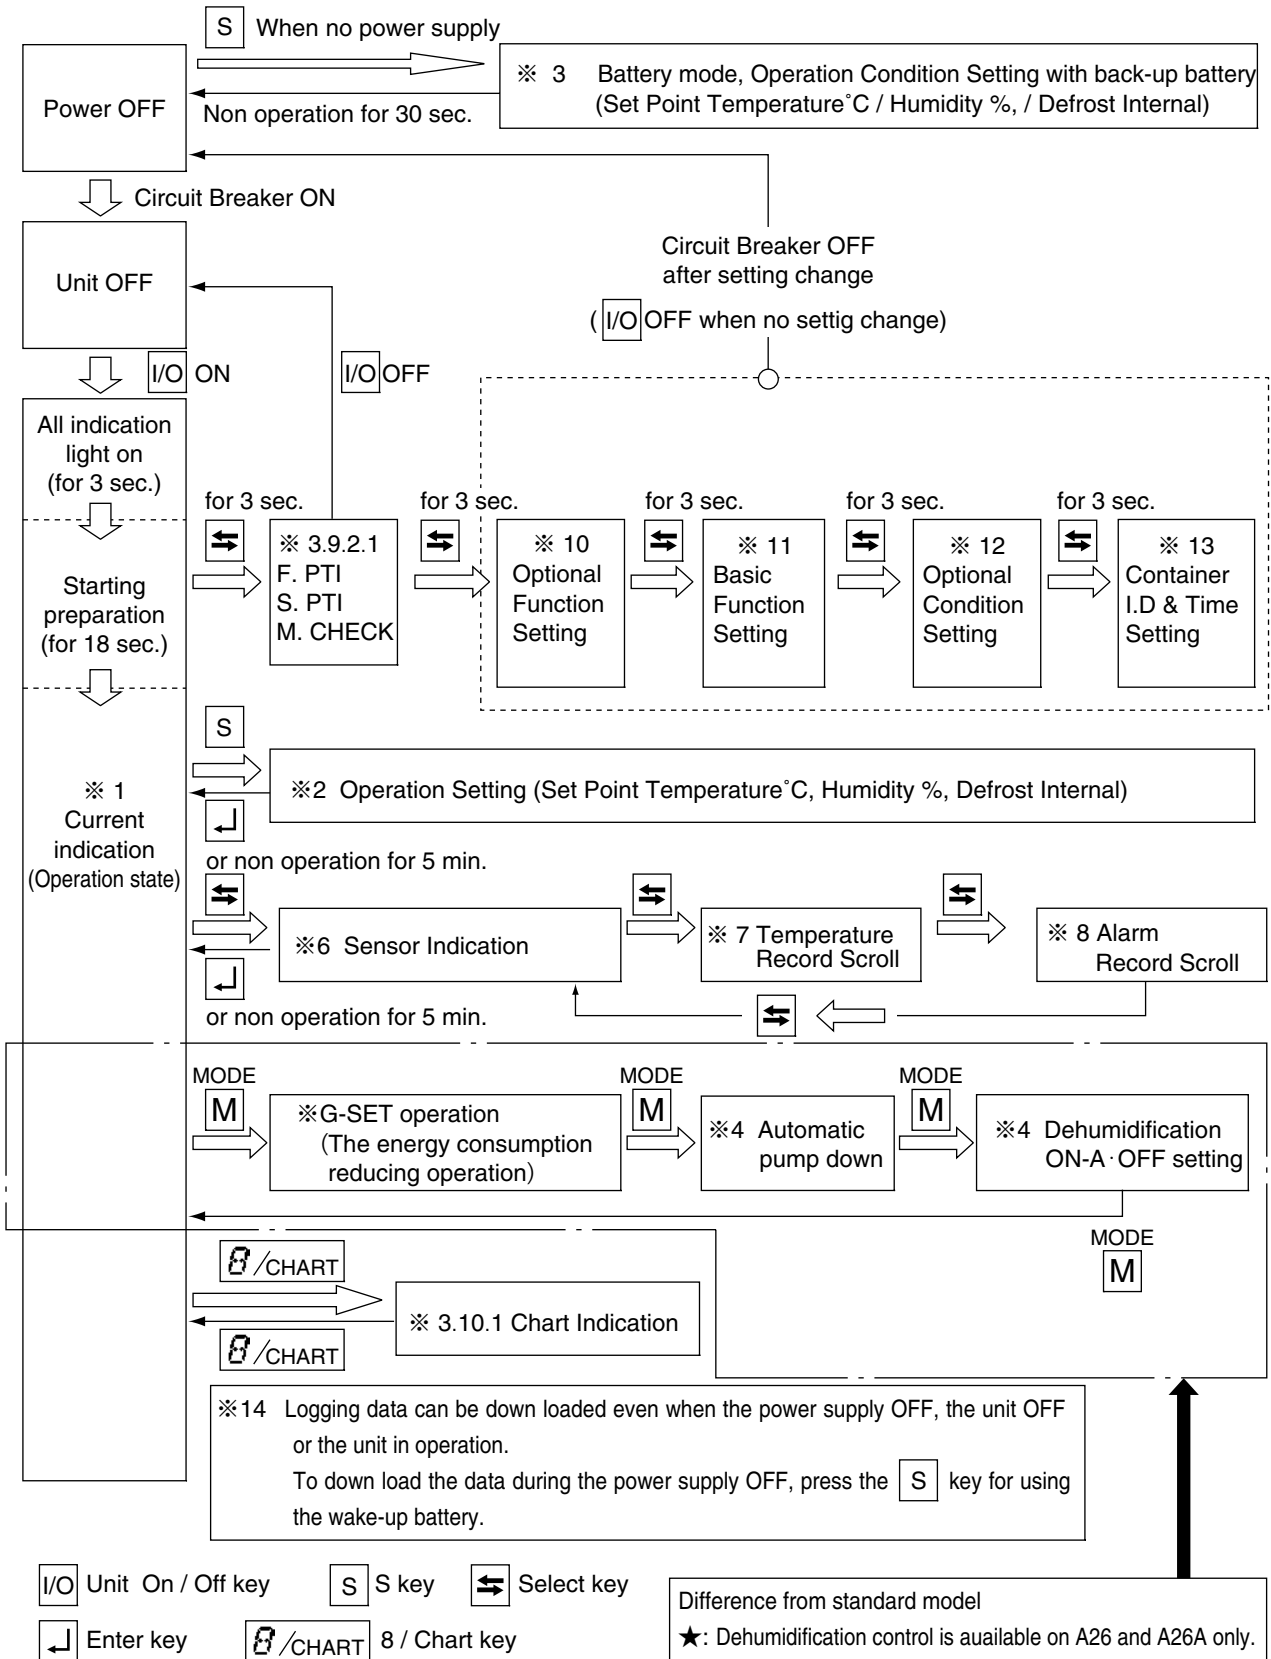 S When no power supply
Power OFF
※ 3 Battery mode, Operation Condition Setting with back-up battery
(Set Point Temperature˚C / Humidity %, / Defrost Internal)
Non operation for 30 sec.
Circuit Breaker ON
Unit OFF
Circuit Breaker OFF
after setting change
( I/O OFF when no settig change)
I/O ON
I/O OFF
All indication
light on
(for 3 sec.)
Starting
preparation
(for 18 sec.)
for 3 sec.
※ 3.9.2.1
F. PTI
S. PTI
M. CHECK
for 3 sec.
※ 10
Optional
Function
Setting
for 3 sec.
※ 11
Basic
Function
Setting
for 3 sec.
※ 12
Optional
Condition
Setting
for 3 sec.
※ 13
Container
I.D & Time
Setting
※ 1
Current
indication
(Operation state)
S
※2 Operation Setting (Set Point Temperature˚C, Humidity %, Defrost Internal)
or non operation for 5 min.
※6 Sensor Indication
※ 7 Temperature
Record Scroll
※ 8 Alarm
Record Scroll
or non operation for 5 min.
MODE
M
※G-SET operation
(The energy consumption
reducing operation)
MODE
M
※4 Automatic
pump down
MODE
M
※4 Dehumidification
ON-A·OFF setting
MODE
M
8/CHART
※ 3.10.1 Chart Indication
8/CHART
※14 Logging data can be down loaded even when the power supply OFF, the unit OFF
or the unit in operation.
To down load the data during the power supply OFF, press the S key for using
the wake-up battery.
I/O Unit On / Off key
S S key
Select key
Enter key
8/CHART 8 / Chart key
Difference from standard model
★: Dehumidification control is auailable on A26 and A26A only.